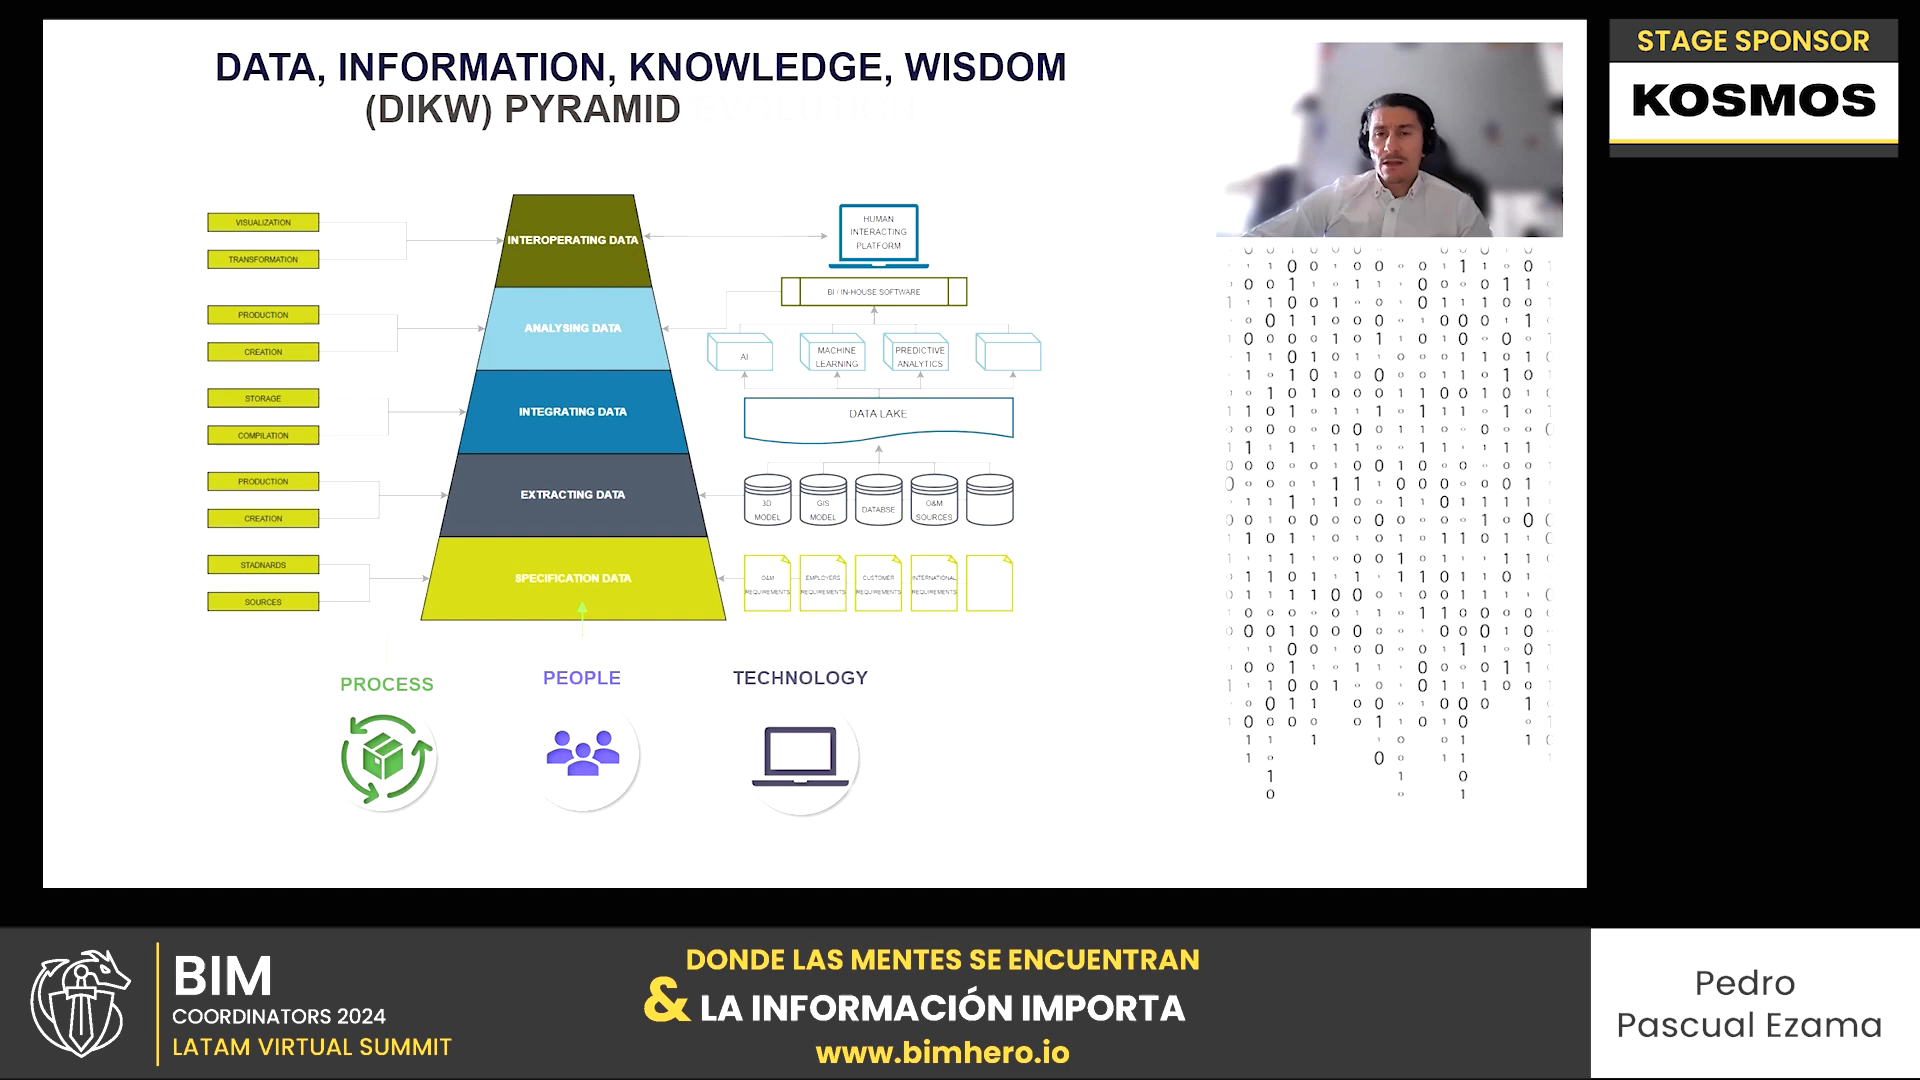 DATA, INFORMATION, KNOWLEDGE, WISDOM
(DIKW) PYRAMID EVOLUTION
STAGE SPONSOR
KOSMOS
VISUALIZATION
TRANSFORMATION
PRODUCTION
CREATION
STORAGE
COMPILATION
PRODUCTION
CREATION
STADNARDS
SOURCES
INTEROPERATING DATA
ANALYSING DATA
INTEGRATING DATA
EXTRACTING DATA
SPECIFICATION DATA
HUMAN
INTERACTING
PLATFORM
BI / IN-HOUSE SOFTWARE
AI
MACHINE
LEARNING
PREDICTIVE
ANALYTICS
DATA LAKE
3D
MODEL
GIS
MODEL
DATABSE
O&M
SOURCES
O&M
REQUIREMENTS
EMPLOYERS
REQUIREMENTS
CUSTOMER
REQUIREMENTS
INTERNATIONAL
REQUIREMENTS
PROCESS
PEOPLE
TECHNOLOGY
BIM
COORDINATORS 2024
LATAM VIRTUAL SUMMIT
DONDE LAS MENTES SE ENCUENTRAN
& LA INFORMACIÓN IMPORTA
www.bimhero.io
Pedro
Pascual Ezama